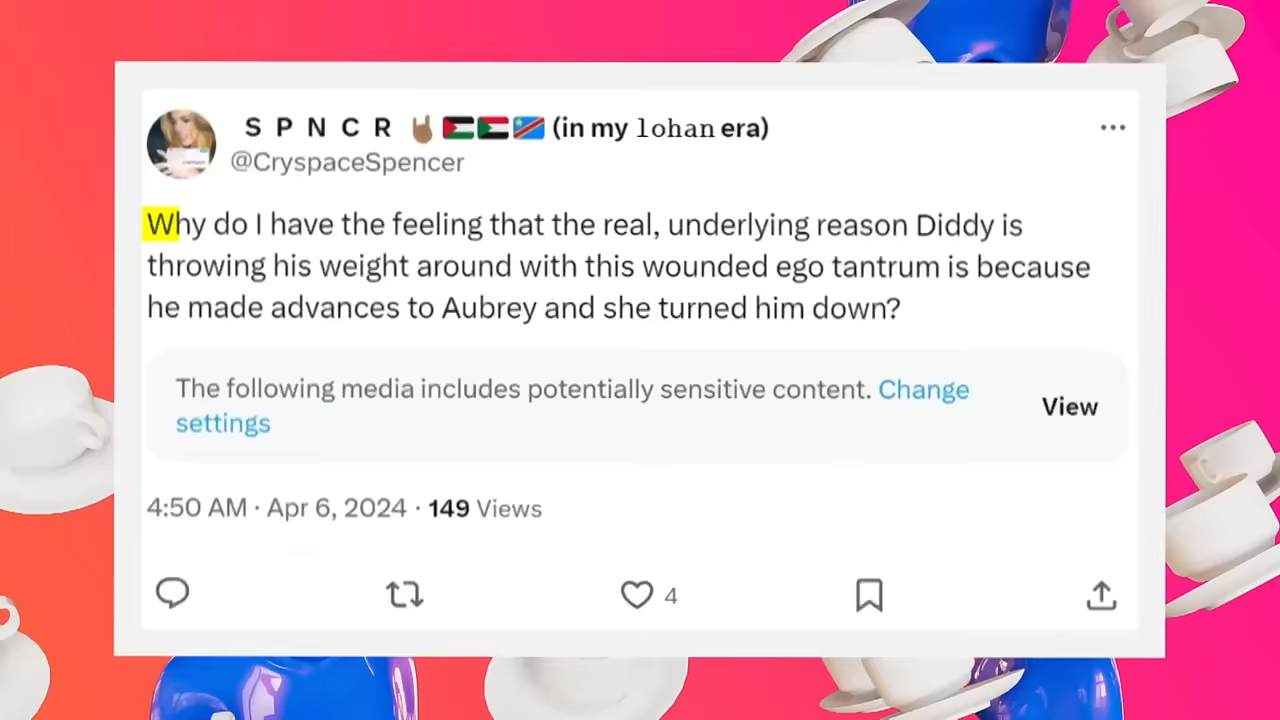 S P N C R 🤘🏾🇵🇸🇸🇩🇨🇩 (in my lohan era)
@CryspaceSpencer
Why do I have the feeling that the real, underlying reason Diddy is
throwing his weight around with this wounded ego tantrum is because
he made advances to Aubrey and she turned him down?
The following media includes potentially sensitive content. Change
settings
View
4:50 AM · Apr 6, 2024 · 149 Views
4